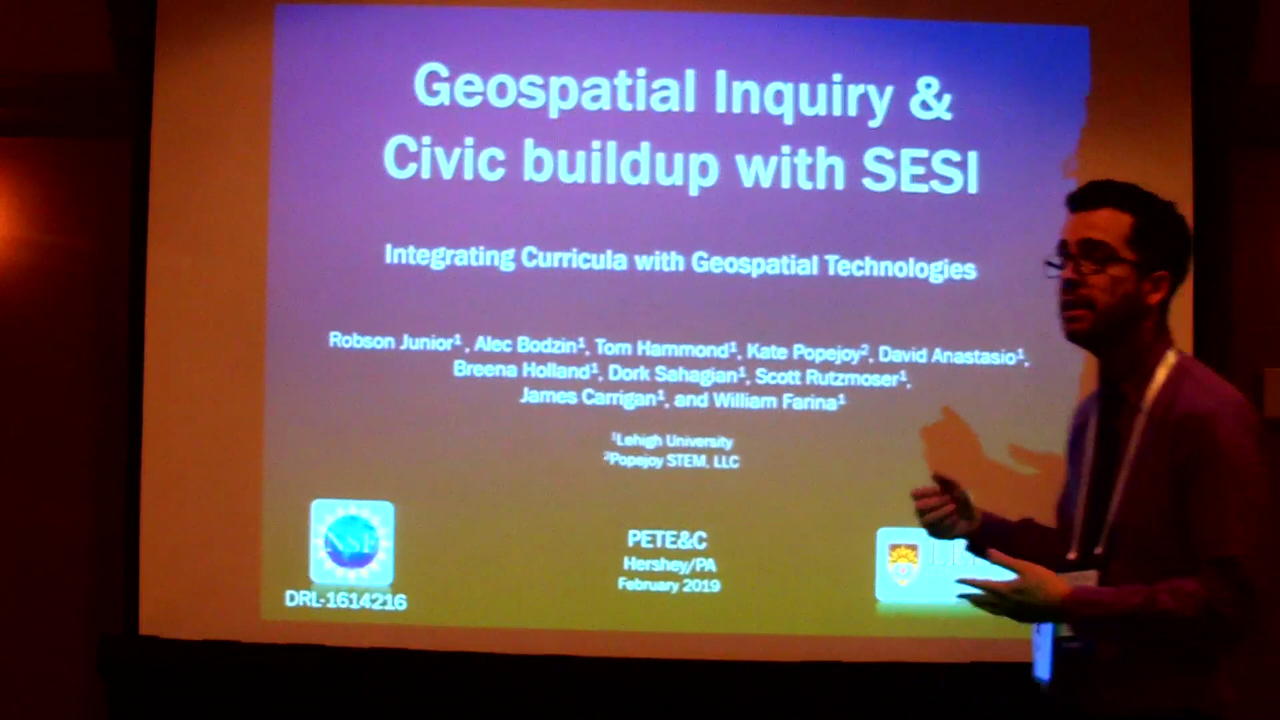 Geospatial Inquiry &
Civic buildup with SESI
Integrating Curricula with Geospatial Technologies
Robson Junior¹, Alec Bodzin¹, Tom Hammond¹, Kate Popejoy², David Anastasio¹,
Breena Holland¹, Dork Sahagian¹, Scott Rutzmoser¹,
James Carrigan¹, and William Farina¹
¹Lehigh University
²Popejoy STEM, LLC
NSF
DRL-1614216
PETE&C
Hershey/PA
February 2019